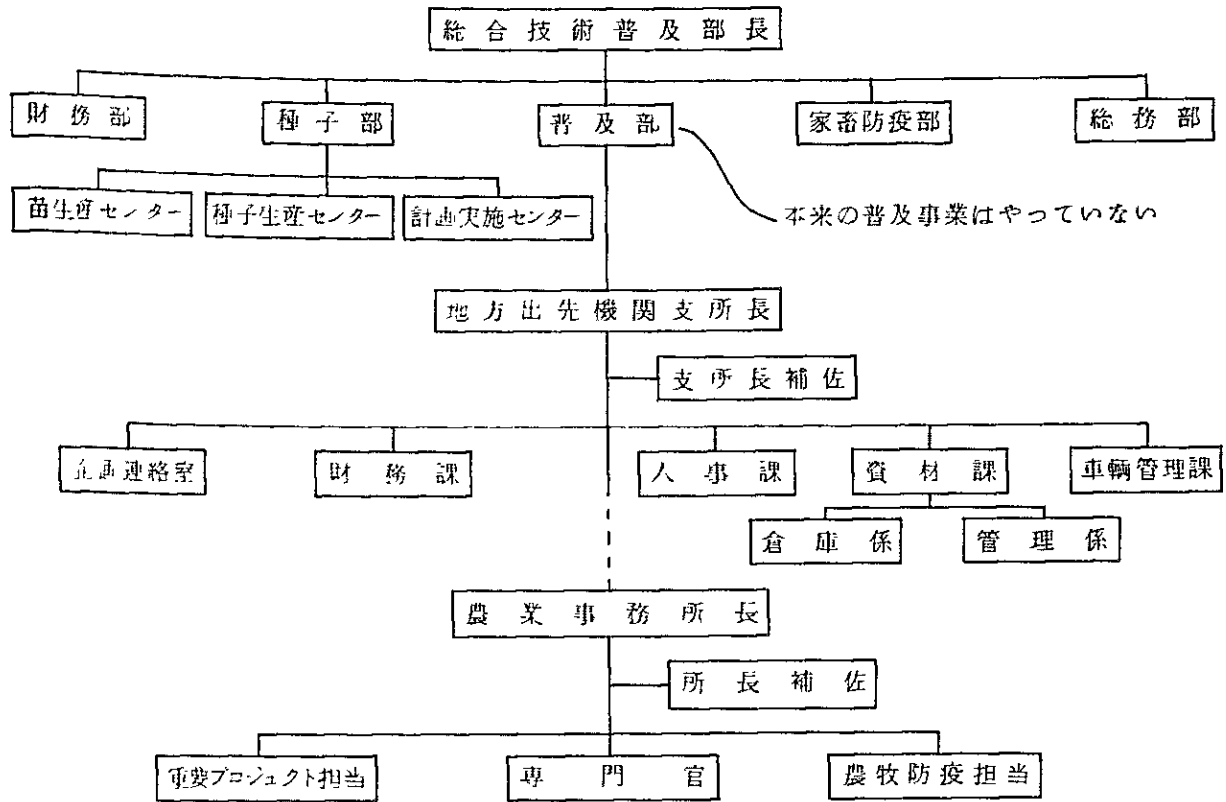 総合技術普及部長
財務部
種子部
普及部
家畜防疫部
総務部
苗生産センター
種子生産センター
計画実施センター
本来の普及事業はやっていない
地方出先機関支所長
支所長補佐
企画連絡室
財務課
人事課
資材課
車輌管理課
倉庫係
管理係
農業事務所長
所長補佐
重要プロジェクト担当
専門官
農牧防疫担当